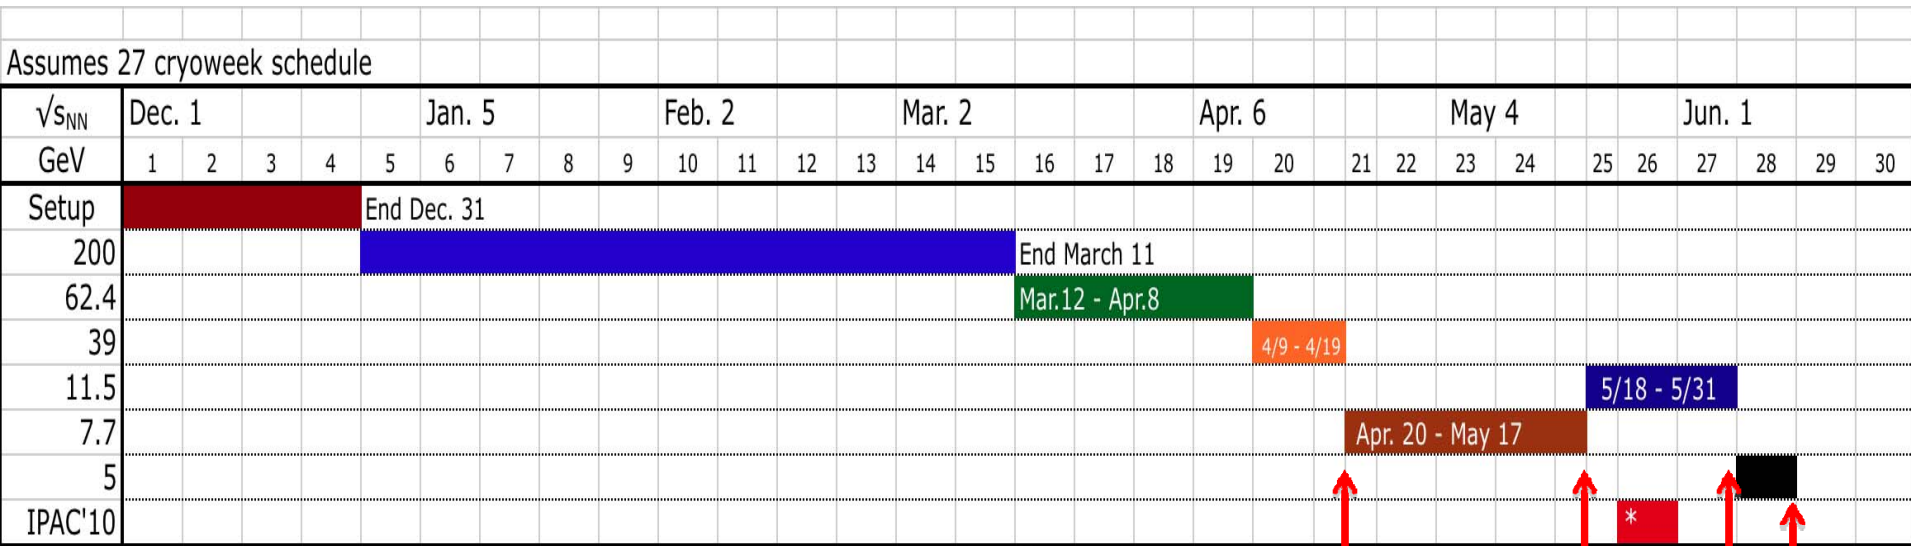 Assumes 27 cryoweek schedule
√sNN Dec. 1 Jan. 5 Feb. 2 Mar. 2 Apr. 6 May 4 Jun. 1
GeV 1 2 3 4 5 6 7 8 9 10 11 12 13 14 15 16 17 18 19 20 21 22 23 24 25 26 27 28 29 30
Setup End Dec. 31
200 End March 11
62.4 Mar.12 - Apr.8
39 4/9 - 4/19
11.5 5/18 - 5/31
7.7 Apr. 20 - May 17
5
IPAC'10 *